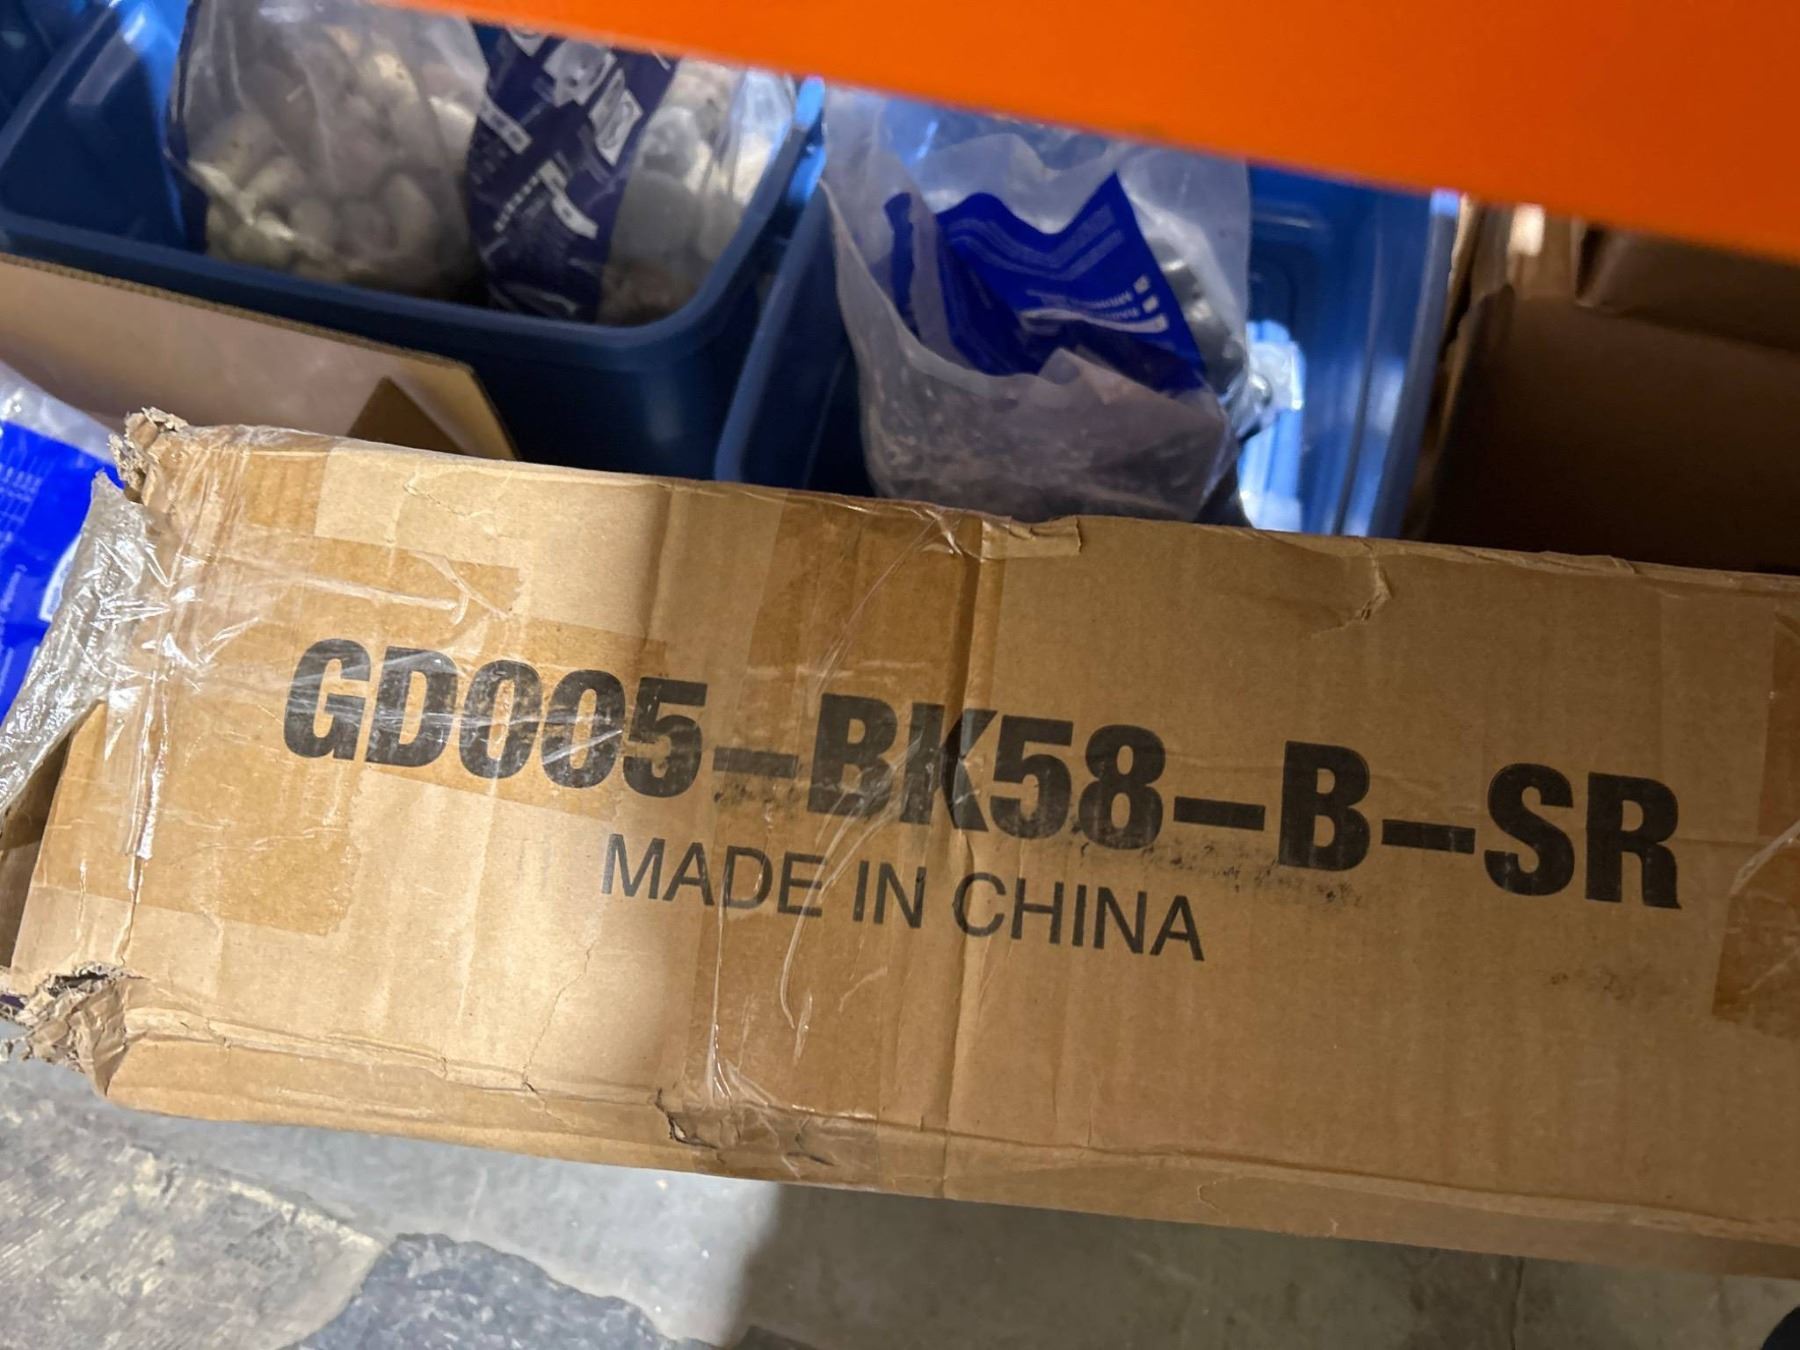 GD005-BK58-B-SR
MADE IN CHINA